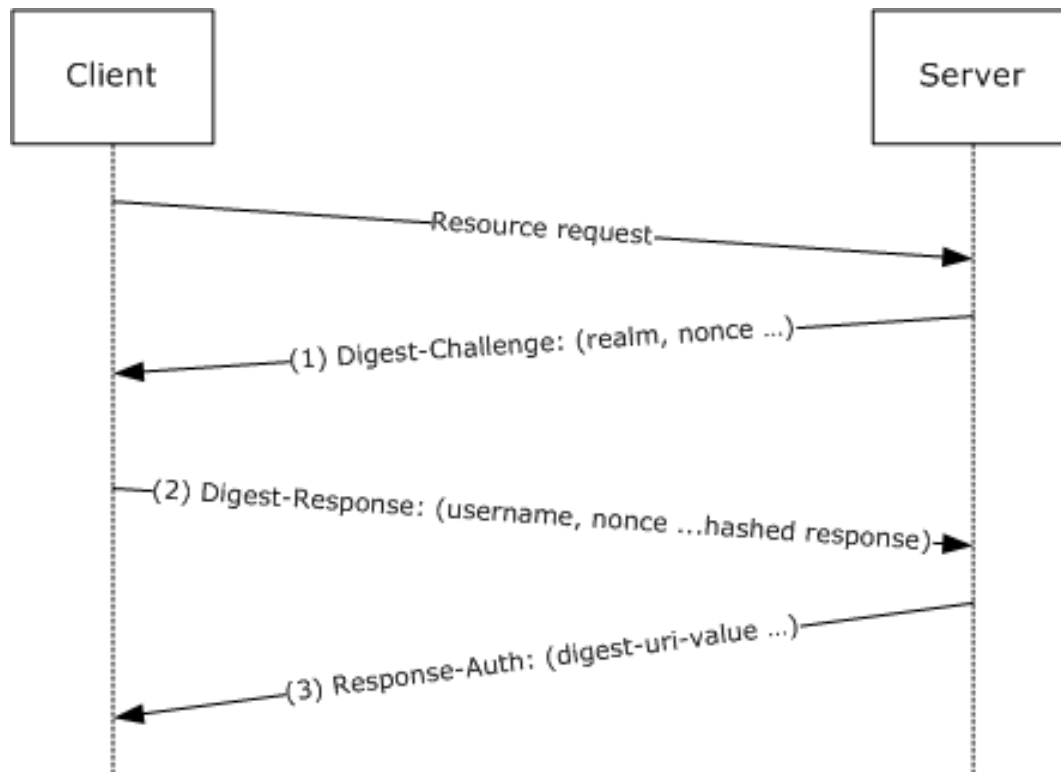 Client
Server
Resource request
(1) Digest-Challenge: (realm, nonce ...)
(2) Digest-Response: (username, nonce ...hashed response)
(3) Response-Auth: (digest-uri-value ...)